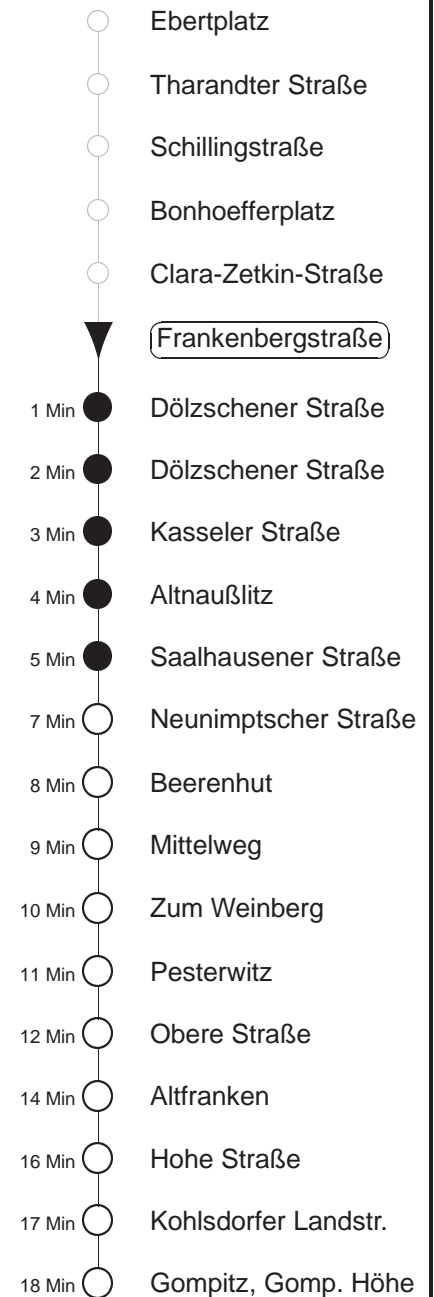 Ebertplatz
Tharandter Straße
Schillingstraße
Bonhoefferplatz
Clara-Zetkin-Straße
Frankenbergstraße
1 Min Dölzschener Straße
2 Min Dölzschener Straße
3 Min Kasseler Straße
4 Min Altnaußlitz
5 Min Saalhausener Straße
7 Min Neunimptscher Straße
8 Min Beerenhut
9 Min Mittelweg
10 Min Zum Weinberg
11 Min Pesterwitz
12 Min Obere Straße
14 Min Altfranken
16 Min Hohe Straße
17 Min Kohlsdorfer Landstr.
18 Min Gompitz, Gomp. Höhe